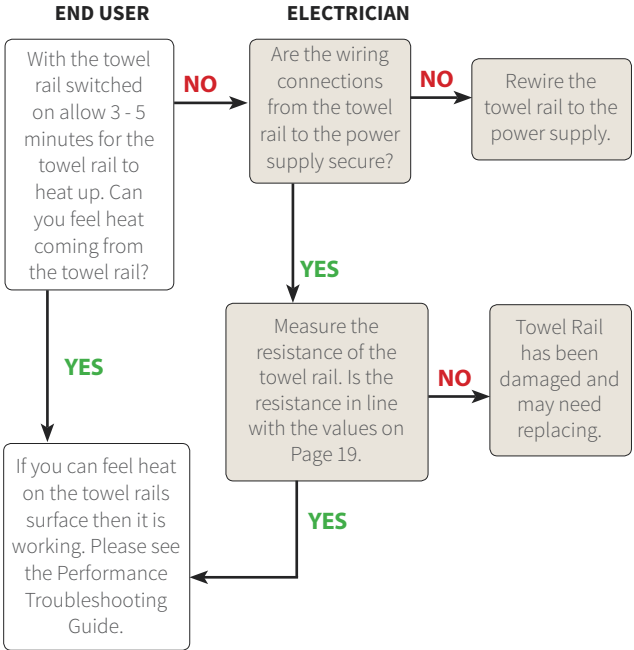 END USER
ELECTRICIAN
With the towel
rail switched
on allow 3 - 5
minutes for the
towel rail to
heat up. Can
you feel heat
coming from
the towel rail?
NO
Are the wiring
connections
from the towel
rail to the power
supply secure?
NO
Rewire the
towel rail to the
power supply.
YES
YES
Measure the
resistance of the
towel rail. Is the
resistance in line
with the values on
Page 19.
NO
Towel Rail
has been
damaged and
may need
replacing.
YES
If you can feel heat
on the towel rails
surface then it is
working. Please see
the Performance
Troubleshooting
Guide.